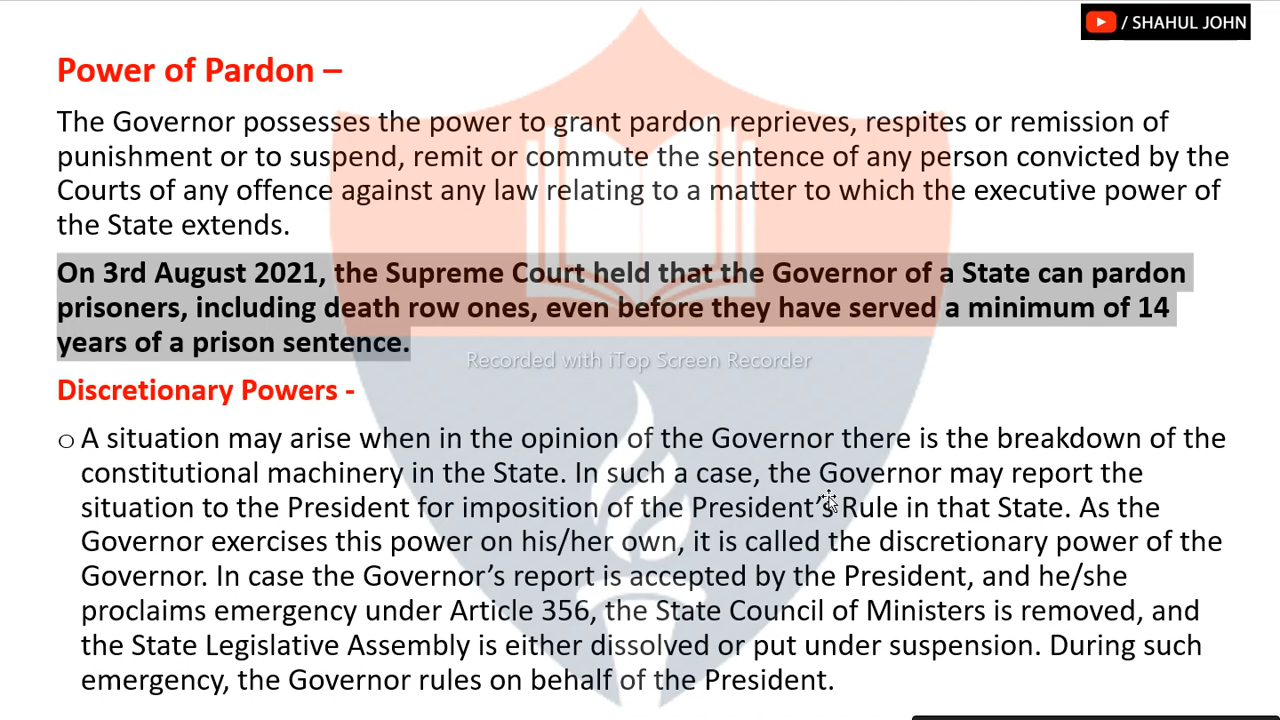 / SHAHUL JOHN
Power of Pardon –
The Governor possesses the power to grant pardon reprieves, respites or remission of
punishment or to suspend, remit or commute the sentence of any person convicted by the
Courts of any offence against any law relating to a matter to which the executive power of
the State extends.
On 3rd August 2021, the Supreme Court held that the Governor of a State can pardon
prisoners, including death row ones, even before they have served a minimum of 14
years of a prison sentence.
Recorded with iTop Screen Recorder
Discretionary Powers -
o A situation may arise when in the opinion of the Governor there is the breakdown of the
constitutional machinery in the State. In such a case, the Governor may report the
situation to the President for imposition of the President’s Rule in that State. As the
Governor exercises this power on his/her own, it is called the discretionary power of the
Governor. In case the Governor’s report is accepted by the President, and he/she
proclaims emergency under Article 356, the State Council of Ministers is removed, and
the State Legislative Assembly is either dissolved or put under suspension. During such
emergency, the Governor rules on behalf of the President.